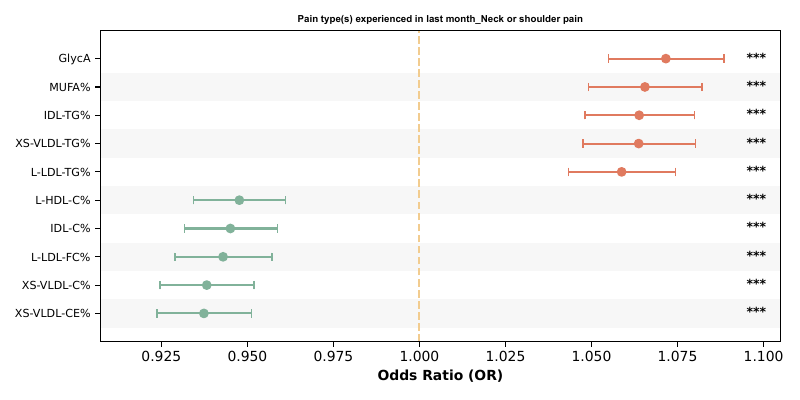 Pain type(s) experienced in last month_Neck or shoulder pain
GlycA ***
MUFA% ***
IDL-TG% ***
XS-VLDL-TG% ***
L-LDL-TG% ***
L-HDL-C% ***
IDL-C% ***
L-LDL-FC% ***
XS-VLDL-C% ***
XS-VLDL-CE% ***
0.925 0.950 0.975 1.000 1.025 1.050 1.075 1.100
Odds Ratio (OR)